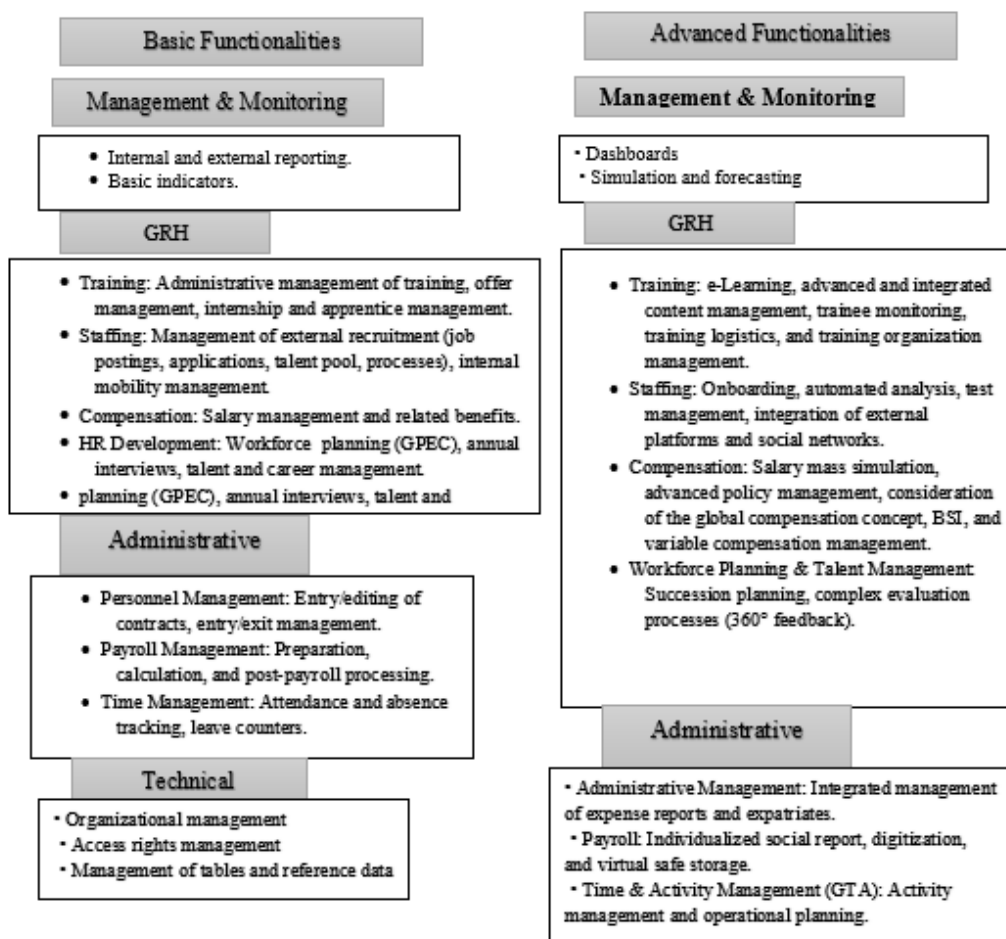 Basic Functionalities
Management & Monitoring
• Internal and external reporting.
• Basic indicators.
GRH
• Training: Administrative management of training, offer
management, internship and apprentice management.
• Staffing: Management of external recruitment (job
postings, applications, talent pool, processes), internal
mobility management.
• Compensation: Salary management and related benefits.
• HR Development: Workforce planning (GPEC), annual
interviews, talent and career management.
• planning (GPEC), annual interviews, talent and
Administrative
• Personnel Management: Entry/editing of
contracts, entry/exit management.
• Payroll Management: Preparation,
calculation, and post-payroll processing.
• Time Management: Attendance and absence
tracking, leave counters.
Technical
• Organizational management
• Access rights management
• Management of tables and reference data
Advanced Functionalities
Management & Monitoring
• Dashboards
• Simulation and forecasting
GRH
• Training: e-Learning, advanced and integrated
content management, trainee monitoring,
training logistics, and training organization
management.
• Staffing: Onboarding, automated analysis, test
management, integration of external
platforms and social networks.
• Compensation: Salary mass simulation,
advanced policy management, consideration
of the global compensation concept, BSI, and
variable compensation management.
• Workforce Planning & Talent Management:
Succession planning, complex evaluation
processes (360° feedback).
Administrative
• Administrative Management: Integrated management
of expense reports and expatriates.
• Payroll: Individualized social report, digitization,
and virtual safe storage.
• Time & Activity Management (GTA): Activity
management and operational planning.